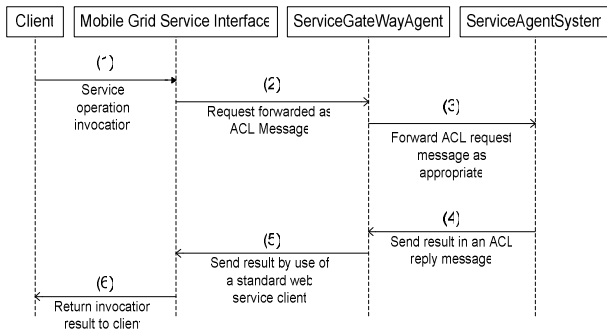 Client
Mobile Grid Service Interface
ServiceGateWayAgent
ServiceAgentSystem
(1)
Service
operation
invocation
(2)
Request forwarded as
ACL Message
(3)
Forward ACL request
message as
appropriate
(4)
Send result in an ACL
reply message
(5)
Send result by use of
a standard web
service client
(6)
Return invocation
result to client